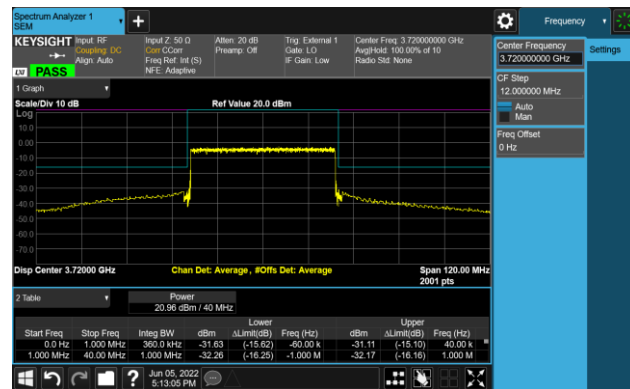 Spectrum Analyzer 1
SEM
+
Frequency
KEYSIGHT
Input: RF
Coupling: DC
Align: Auto
Input Z: 50 Ω
Corr CCorr
Freq Ref: Int (S)
NFE: Adaptive
Atten: 20 dB
Preamp: Off
Trig: External 1
Gate: LO
IF Gain: Low
Center Freq: 3.720000000 GHz
Avg|Hold: 100.00% of 10
Radio Std: None
LXI PASS
Center Frequency
3.720000000 GHz
Settings
CF Step
12.000000 MHz
Auto
Man
Freq Offset
0 Hz
1 Graph
Scale/Div 10 dB
Ref Value 20.0 dBm
Log
10.0
0.00
-10.0
-20.0
-30.0
-40.0
-50.0
-60.0
-70.0
Disp Center 3.72000 GHz
Chan Det: Average , #Offs Det: Average
Span 120.00 MHz
2001 pts
2 Table
Power
20.96 dBm / 40 MHz
Lower Upper
Start Freq Stop Freq Integ BW dBm ΔLimit(dB) Freq (Hz) dBm ΔLimit(dB) Freq (Hz)
0.0 Hz 1.000 MHz 360.0 kHz -31.63 (-15.62) -60.00 k -31.11 (-15.10) 40.00 k
1.000 MHz 40.00 MHz 1.000 MHz -32.26 (-16.25) -1.000 M -32.17 (-16.16) 1.000 M
?
Jun 05, 2022
5:13:05 PM